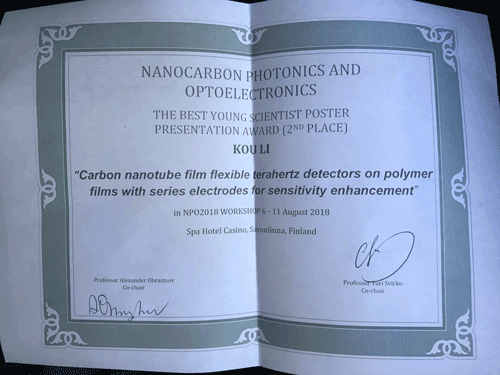 NANOCARBON PHOTONICS AND
OPTOELECTRONICS
THE BEST YOUNG SCIENTIST POSTER
PRESENTATION AWARD (2ND PLACE)
KOU LI
"Carbon nanotube film flexible terahertz detectors on polymer
films with series electrodes for sensitivity enhancement"
in NPO2018 WORKSHOP 6 - 11 August 2018
Spa Hotel Casino, Savonlinna, Finland
Professor Alexander Obraztsov
Co-chair
Professor Yuri Svirko
Co-chair